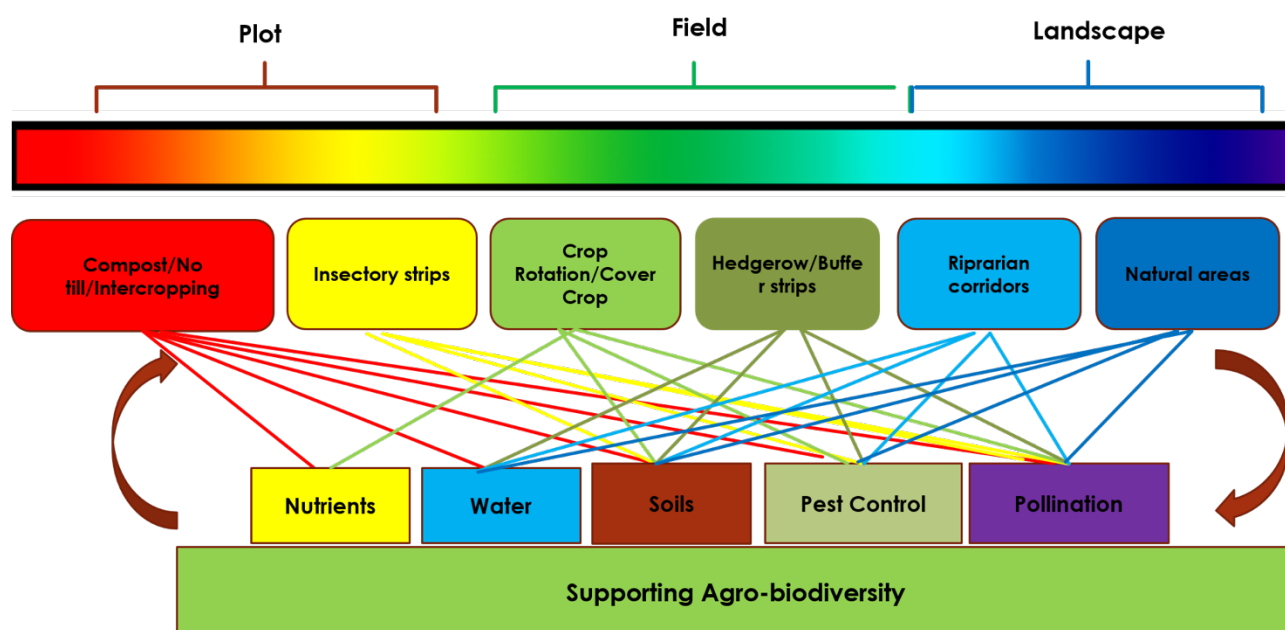 Plot
Field
Landscape
Compost/No
till/Intercropping
Insectory strips
Crop
Rotation/Cover
Crop
Hedgerow/Buffe
r strips
Riprarian
corridors
Natural areas
Nutrients
Water
Soils
Pest Control
Pollination
Supporting Agro-biodiversity